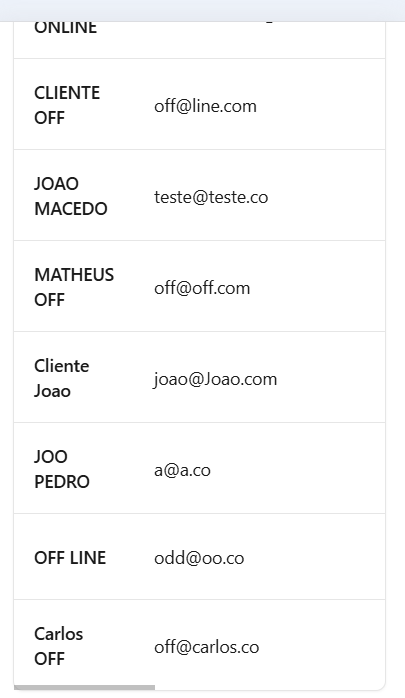 ONLINE
CLIENTE
OFF
off@line.com
JOAO
MACEDO
teste@teste.co
MATHEUS
OFF
off@off.com
Cliente
Joao
joao@Joao.com
JOO
PEDRO
a@a.co
OFF LINE
odd@oo.co
Carlos
OFF
off@carlos.co